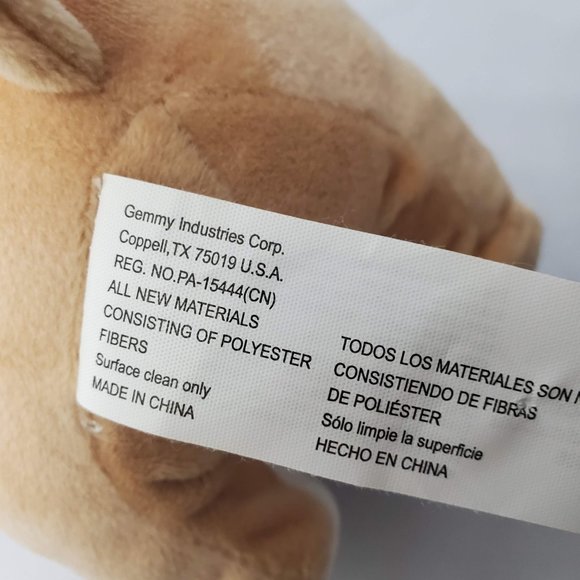 Gemmy Industries Corp.
Coppell,TX 75019 U.S.A.
REG. NO.PA-15444(CN)
ALL NEW MATERIALS
CONSISTING OF POLYESTER
FIBERS
Surface clean only
MADE IN CHINA
TODOS LOS MATERIALES SON
CONSISTIENDO DE FIBRAS
DE POLIÉSTER
Sólo limpie la superficie
HECHO EN CHINA